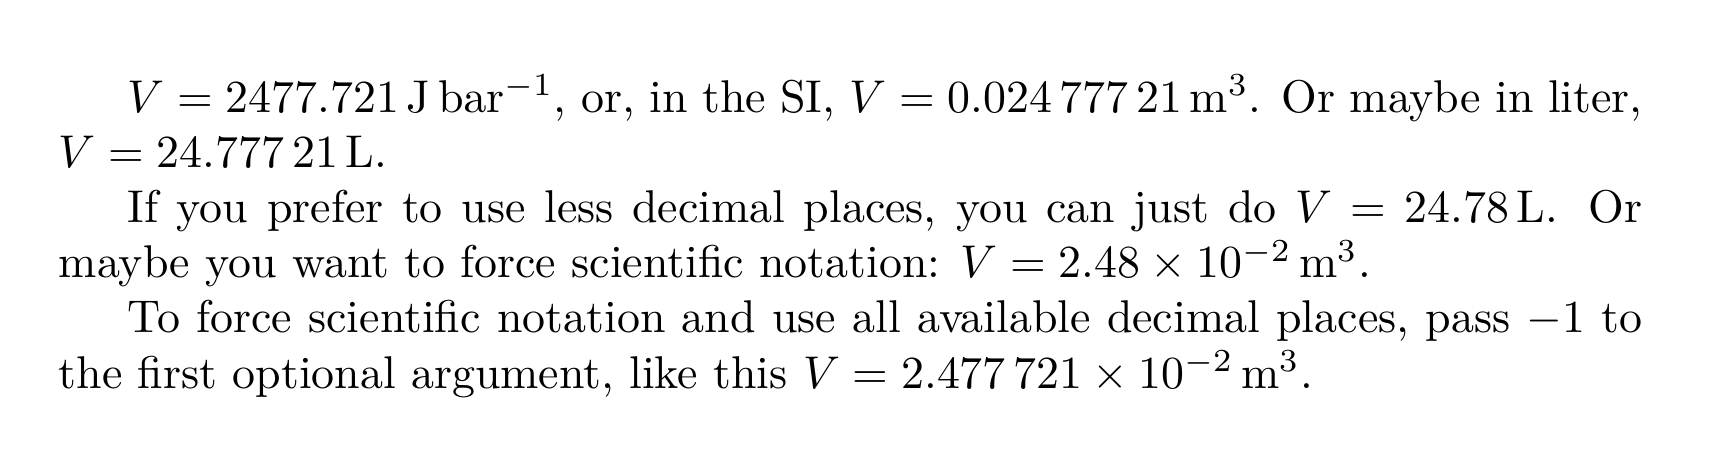 V = 2477.721 J bar⁻¹, or, in the SI, V = 0.024 777 21 m³. Or maybe in liter,
V = 24.777 21 L.
If you prefer to use less decimal places, you can just do V = 24.78 L. Or
maybe you want to force scientific notation: V = 2.48 × 10⁻² m³.
To force scientific notation and use all available decimal places, pass −1 to
the first optional argument, like this V = 2.477 721 × 10⁻² m³.